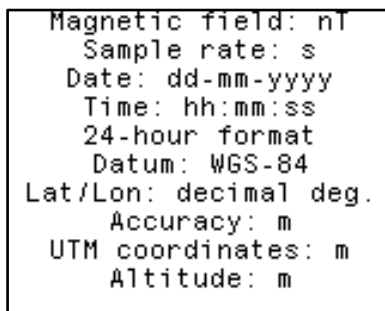 Magnetic field: nT
Sample rate: s
Date: dd-mm-yyyy
Time: hh:mm:ss
24-hour format
Datum: WGS-84
Lat/Lon: decimal deg.
Accuracy: m
UTM coordinates: m
Altitude: m